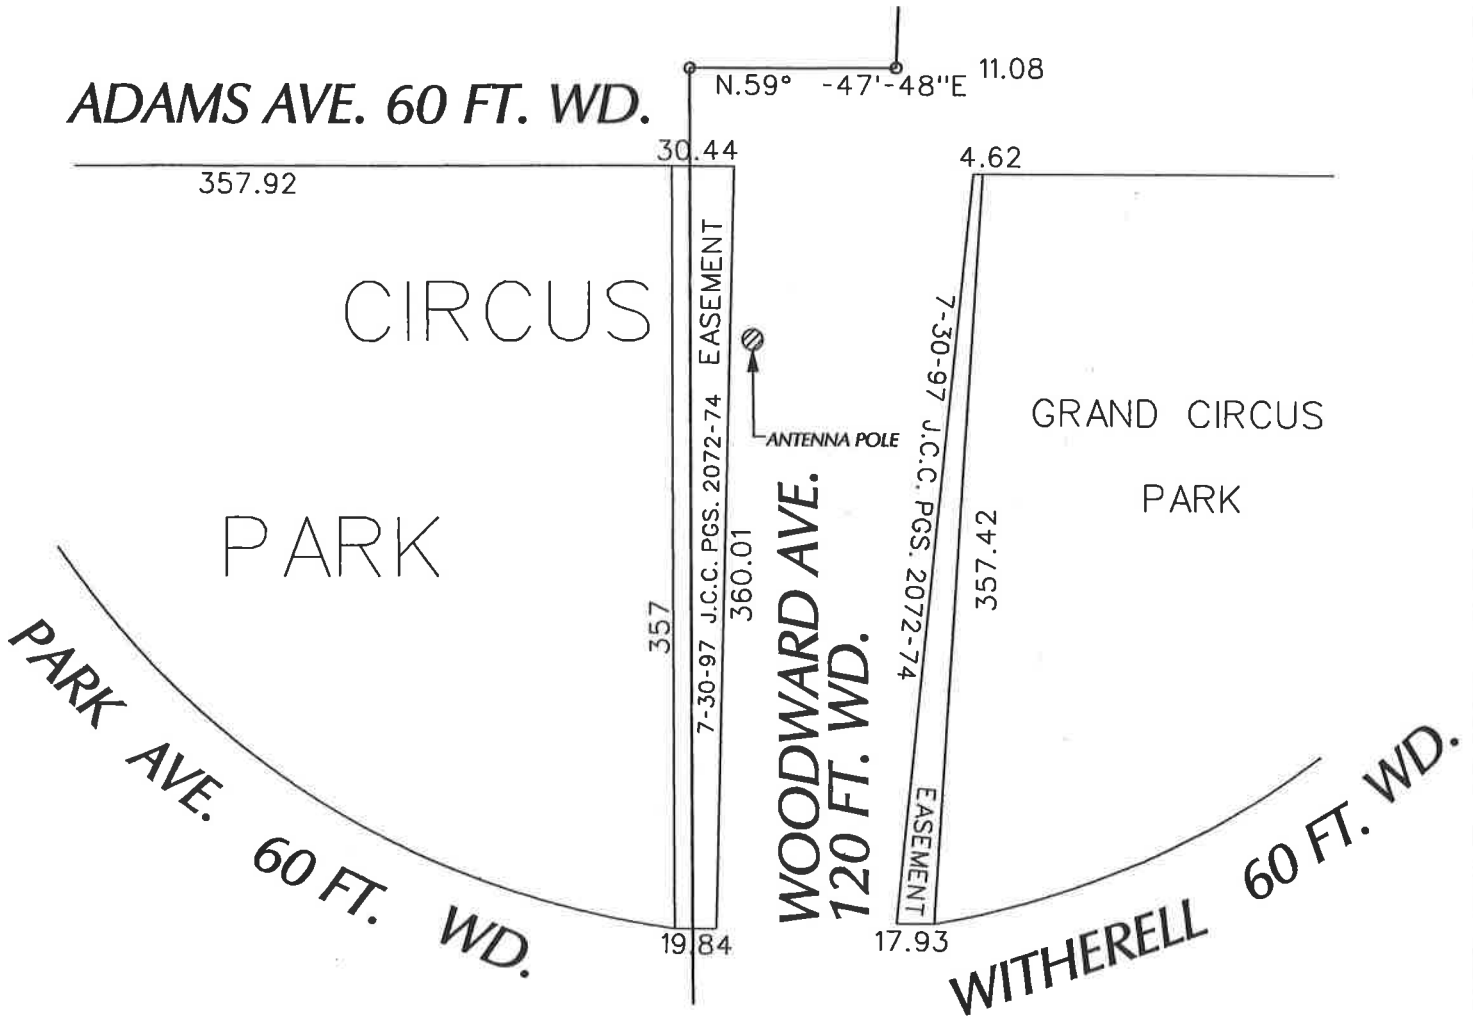 N.59° -47'-48"E 11.08
ADAMS AVE. 60 FT. WD.
30.44
4.62
357.92
CIRCUS
PARK
7-30-97 J.C.C. PGS. 2072-74 EASEMENT
357
360.01
ANTENNA POLE
WOODWARD AVE.
120 FT. WD.
7-30-97 J.C.C. PGS. 2072-74
EASEMENT
357.42
GRAND CIRCUS
PARK
PARK AVE. 60 FT. WD.
19.84
17.93
WITHERELL 60 FT. WD.